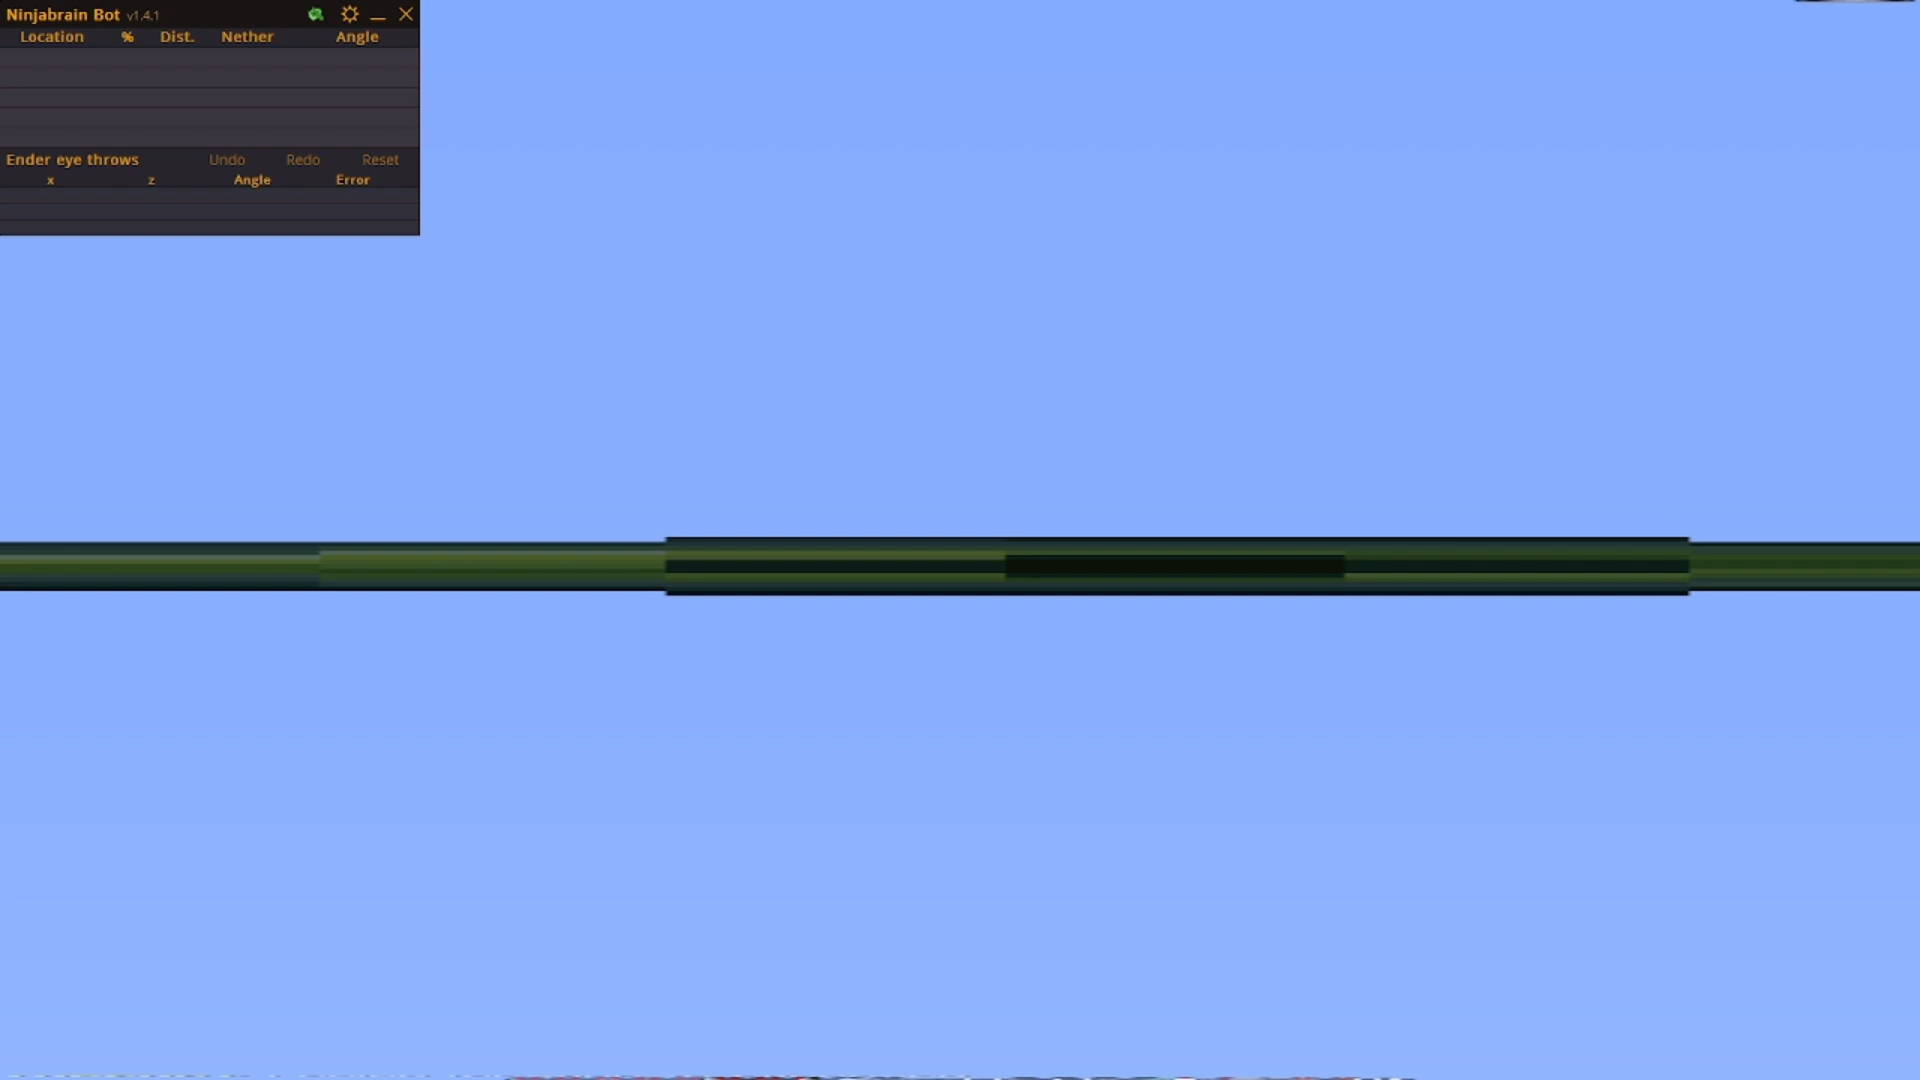 Ninjabrain Bot v1.4.1
Location % Dist. Nether Angle
Ender eye throws Undo Redo Reset
x z Angle Error